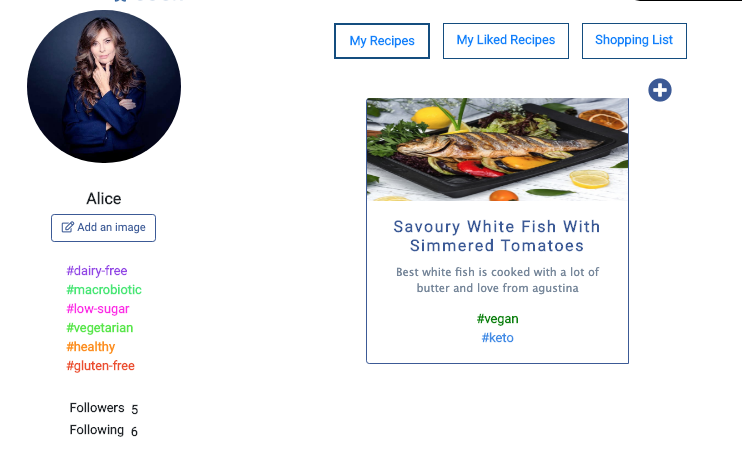 My Recipes
My Liked Recipes
Shopping List
Alice
Add an image
#dairy-free
#macrobiotic
#low-sugar
#vegetarian
#healthy
#gluten-free
Followers 5
Following 6
Savoury White Fish With
Simmered Tomatoes
Best white fish is cooked with a lot of
butter and love from agustina
#vegan
#keto